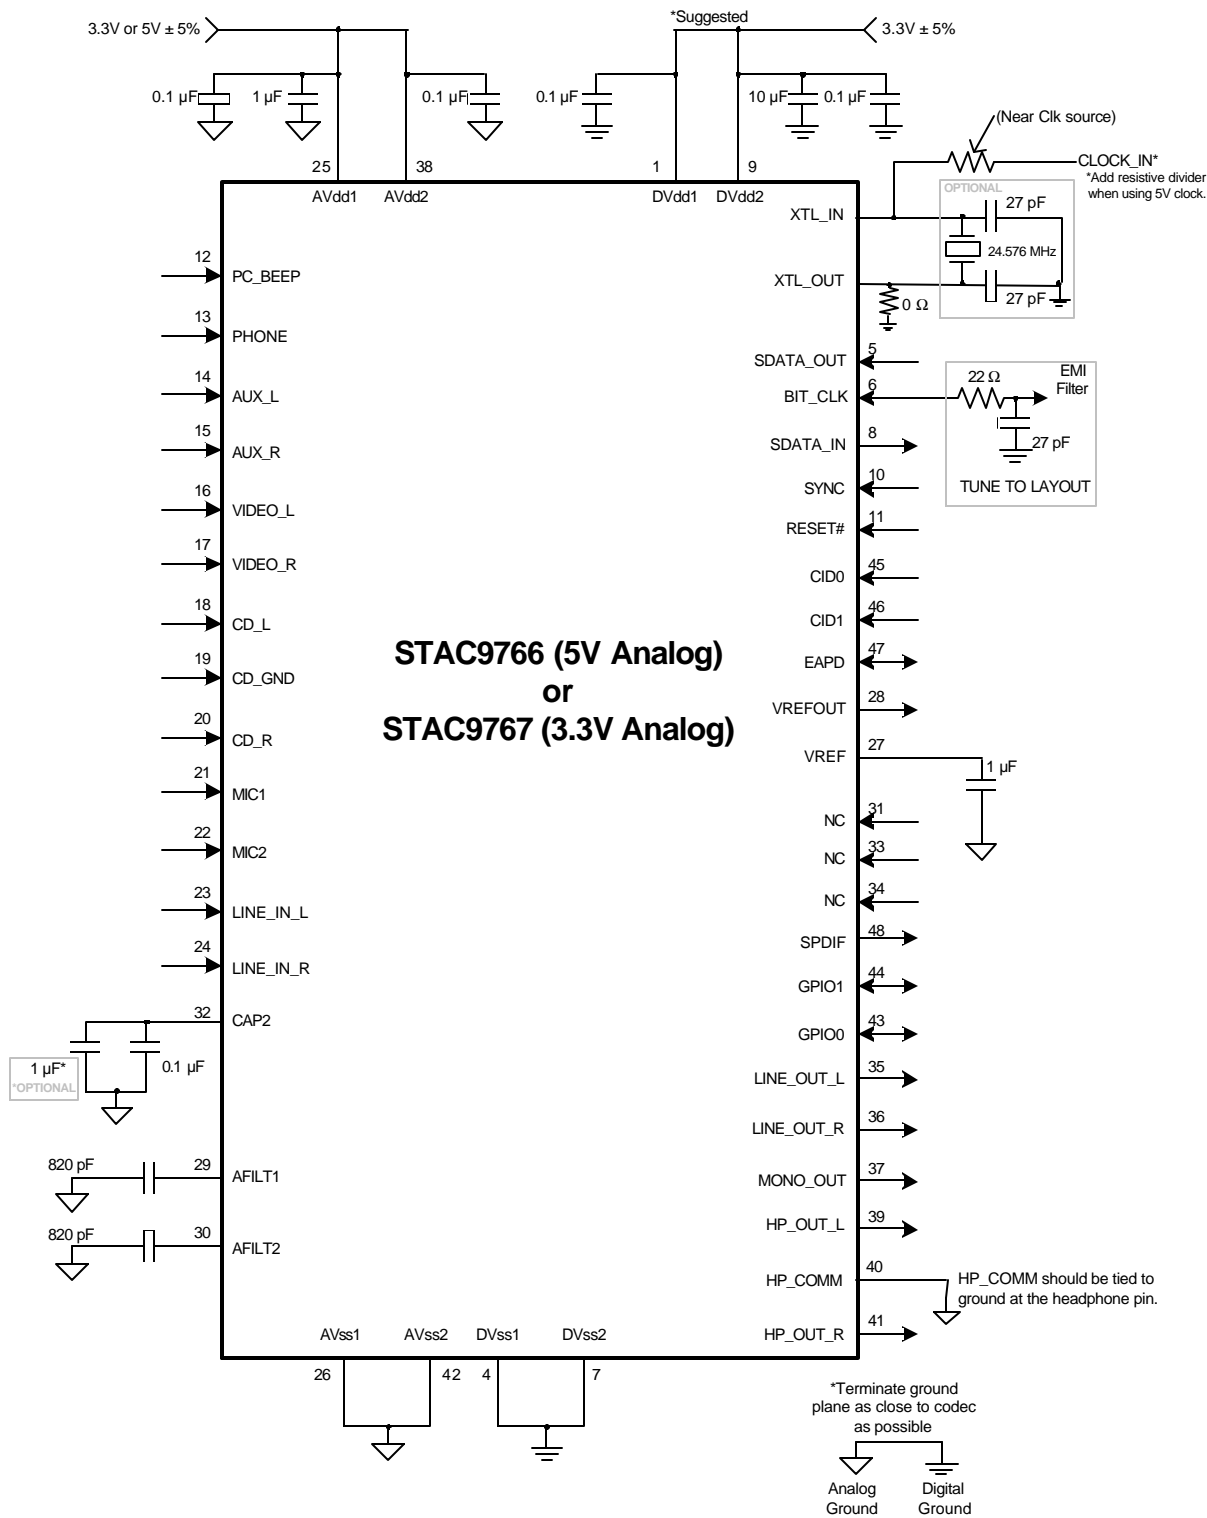 *Suggested
3.3V or 5V ± 5%
3.3V ± 5%
0.1 µF
1 µF
0.1 µF
0.1 µF
10 µF
0.1 µF
(Near Clk source)
CLOCK_IN*
*Add resistive divider
when using 5V clock.
25
38
1
9
AVdd1
AVdd2
DVdd1
DVdd2
OPTIONAL
27 pF
24.576 MHz
27 pF
0 Ω
XTL_IN
XTL_OUT
12
PC_BEEP
13
PHONE
14
AUX_L
15
AUX_R
16
VIDEO_L
17
VIDEO_R
18
CD_L
19
CD_GND
20
CD_R
21
MIC1
22
MIC2
23
LINE_IN_L
24
LINE_IN_R
32
CAP2
1 µF*
*OPTIONAL
0.1 µF
820 pF
29
AFILT1
820 pF
30
AFILT2
STAC9766 (5V Analog)
or
STAC9767 (3.3V Analog)
SDATA_OUT
5
BIT_CLK
6
22 Ω
EMI
Filter
27 pF
TUNE TO LAYOUT
SDATA_IN
8
SYNC
10
RESET#
11
CID0
45
CID1
46
EAPD
47
VREFOUT
28
VREF
27
1 µF
NC
31
NC
33
NC
34
SPDIF
48
GPIO1
44
GPIO0
43
LINE_OUT_L
35
LINE_OUT_R
36
MONO_OUT
37
HP_OUT_L
39
HP_COMM
40
HP_COMM should be tied to
ground at the headphone pin.
HP_OUT_R
41
AVss1
AVss2
DVss1
DVss2
26
42
4
7
*Terminate ground
plane as close to codec
as possible
Analog
Ground
Digital
Ground